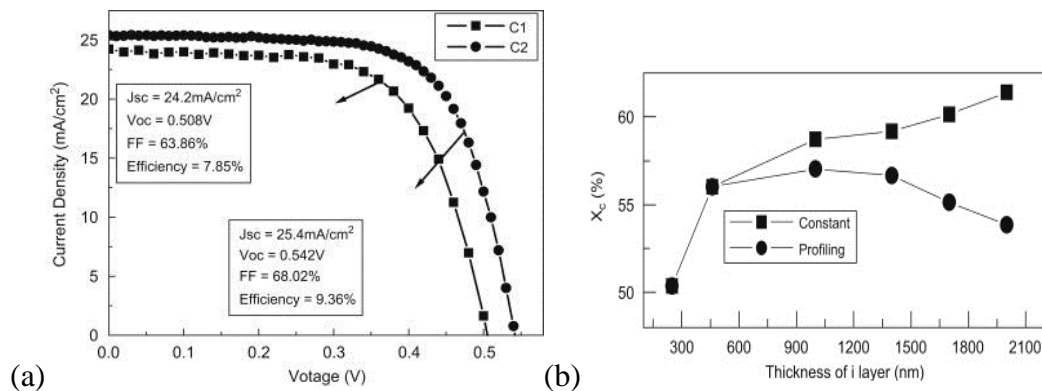 C1
C2
25
20
15
10
5
0
Current Density (mA/cm²)
Jsc = 24.2mA/cm²
Voc = 0.508V
FF = 63.86%
Efficiency = 7.85%
Jsc = 25.4mA/cm²
Voc = 0.542V
FF = 68.02%
Efficiency = 9.36%
0.0 0.1 0.2 0.3 0.4 0.5
Votage (V)
(a)
60
55
50
X_c (%)
Constant
Profiling
300 600 900 1200 1500 1800 2100
Thickness of i layer (nm)
(b)